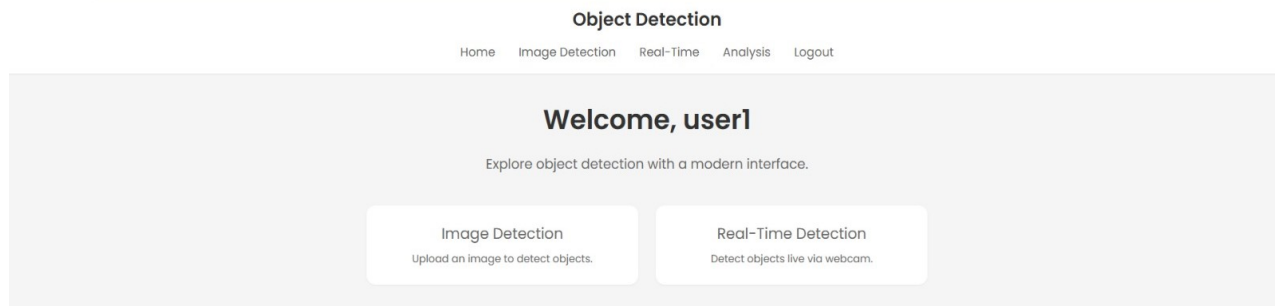 Object Detection
Home Image Detection Real-Time Analysis Logout
Welcome, user1
Explore object detection with a modern interface.
Image Detection
Upload an image to detect objects.
Real-Time Detection
Detect objects live via webcam.